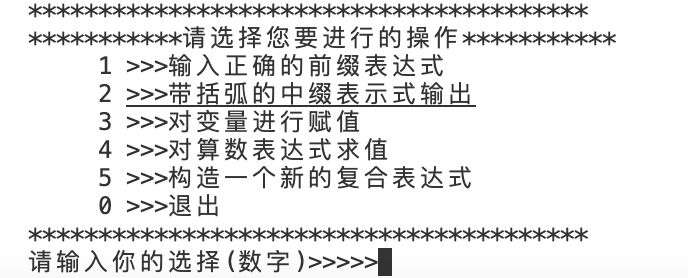 ****************************************
***********请选择您要进行的操作***********
1 >>>输入正确的前缀表达式
2 >>>带括弧的中缀表示式输出
3 >>>对变量进行赋值
4 >>>对算数表达式求值
5 >>>构造一个新的复合表达式
0 >>>退出
****************************************
请输入你的选择(数字)>>>>>